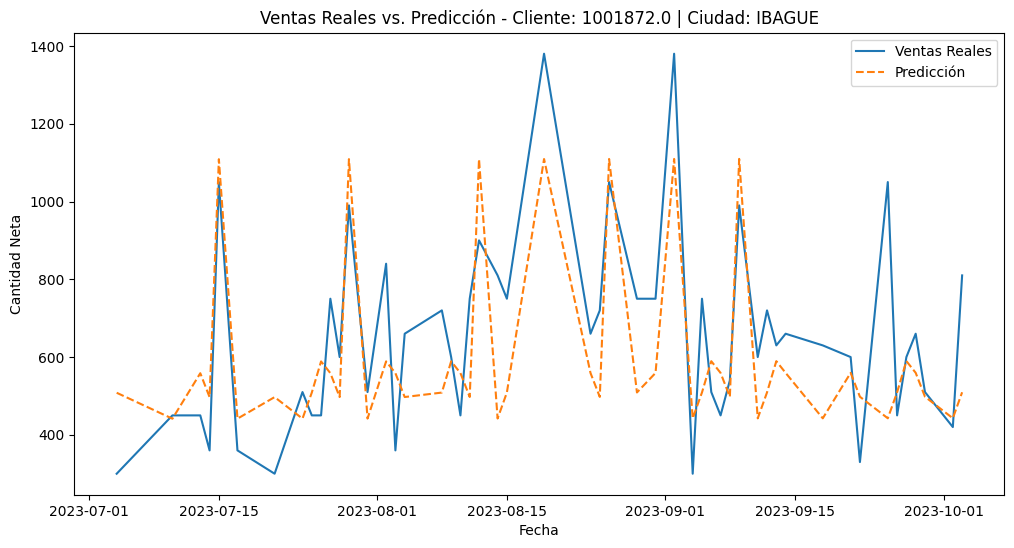 Ventas Reales vs. Predicción - Cliente: 1001872.0 | Ciudad: IBAGUE
Ventas Reales
Predicción
Cantidad Neta
1400
1200
1000
800
600
400
2023-07-01 2023-07-15 2023-08-01 2023-08-15 2023-09-01 2023-09-15 2023-10-01
Fecha